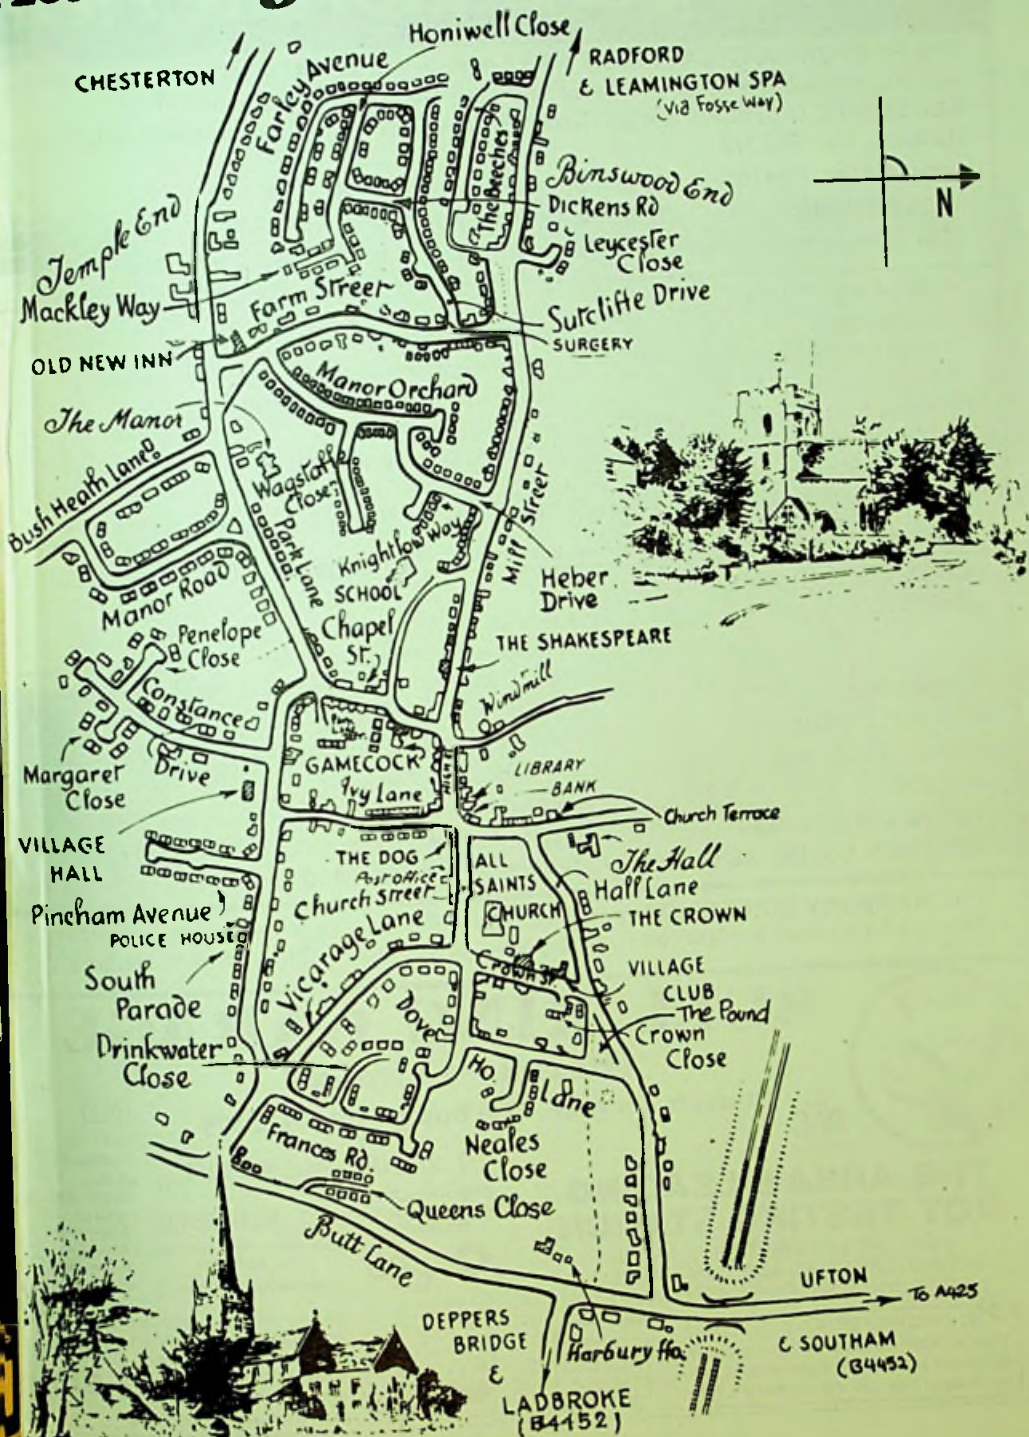 Honiwell Close
CHESTERTON
Farley Avenue
RADFORD
& LEAMINGTON SPA
(Via Fosse Way)
The Beeches
Binswood End
N
Dickens Rd
Temple End
Leycester
Close
Mackley Way
Farm Street
Sutcliffe Drive
SURGERY
OLD NEW INN
Manor Orchard
The Manor
Bush Heath Lane
Wagstaff
Close
Mill Street
Park Lane
Knightlow Way
SCHOOL
Heber
Drive
Manor Road
Penelope
Close
Chapel
St.
THE SHAKESPEARE
Constance
Drive
Windmill
Margaret
Close
GAMECOCK
Ivy Lane
HIGH ST
LIBRARY
BANK
Church Terrace
VILLAGE
HALL
THE DOG
Post office
ALL
SAINTS
CHURCH
The Hall
Hall Lane
Church Street
Pincham Avenue
POLICE HOUSE
THE CROWN
Vicarage Lane
Crown St.
South
Parade
VILLAGE
CLUB
The Pound
Crown
Close
Dove
Ho.
Lane
Drinkwater
Close
Frances Rd.
Neales
Close
Queens Close
Butt Lane
UFTON
To A425
DEPPERS
BRIDGE
&
LADBROKE
(B4452)
Harbury Ho.
& SOUTHAM
(B4452)